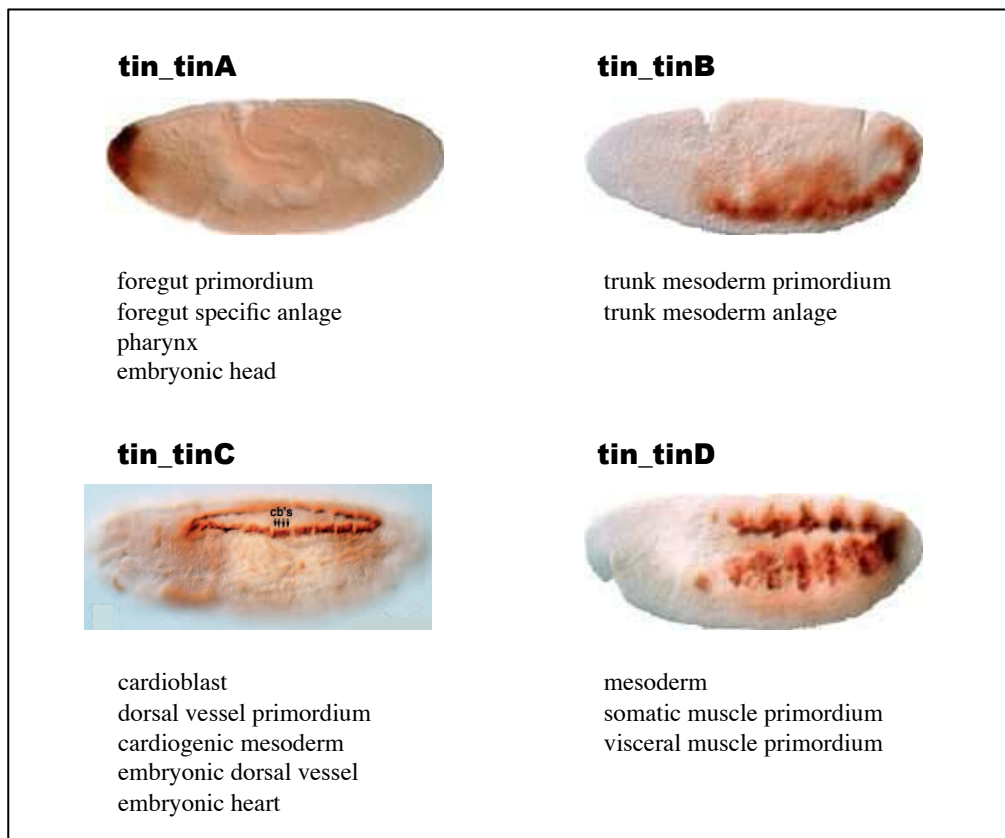 tin_tinA
foregut primordium
foregut specific anlage
pharynx
embryonic head
tin_tinB
trunk mesoderm primordium
trunk mesoderm anlage
tin_tinC
cb's
cardioblast
dorsal vessel primordium
cardiogenic mesoderm
embryonic dorsal vessel
embryonic heart
tin_tinD
mesoderm
somatic muscle primordium
visceral muscle primordium